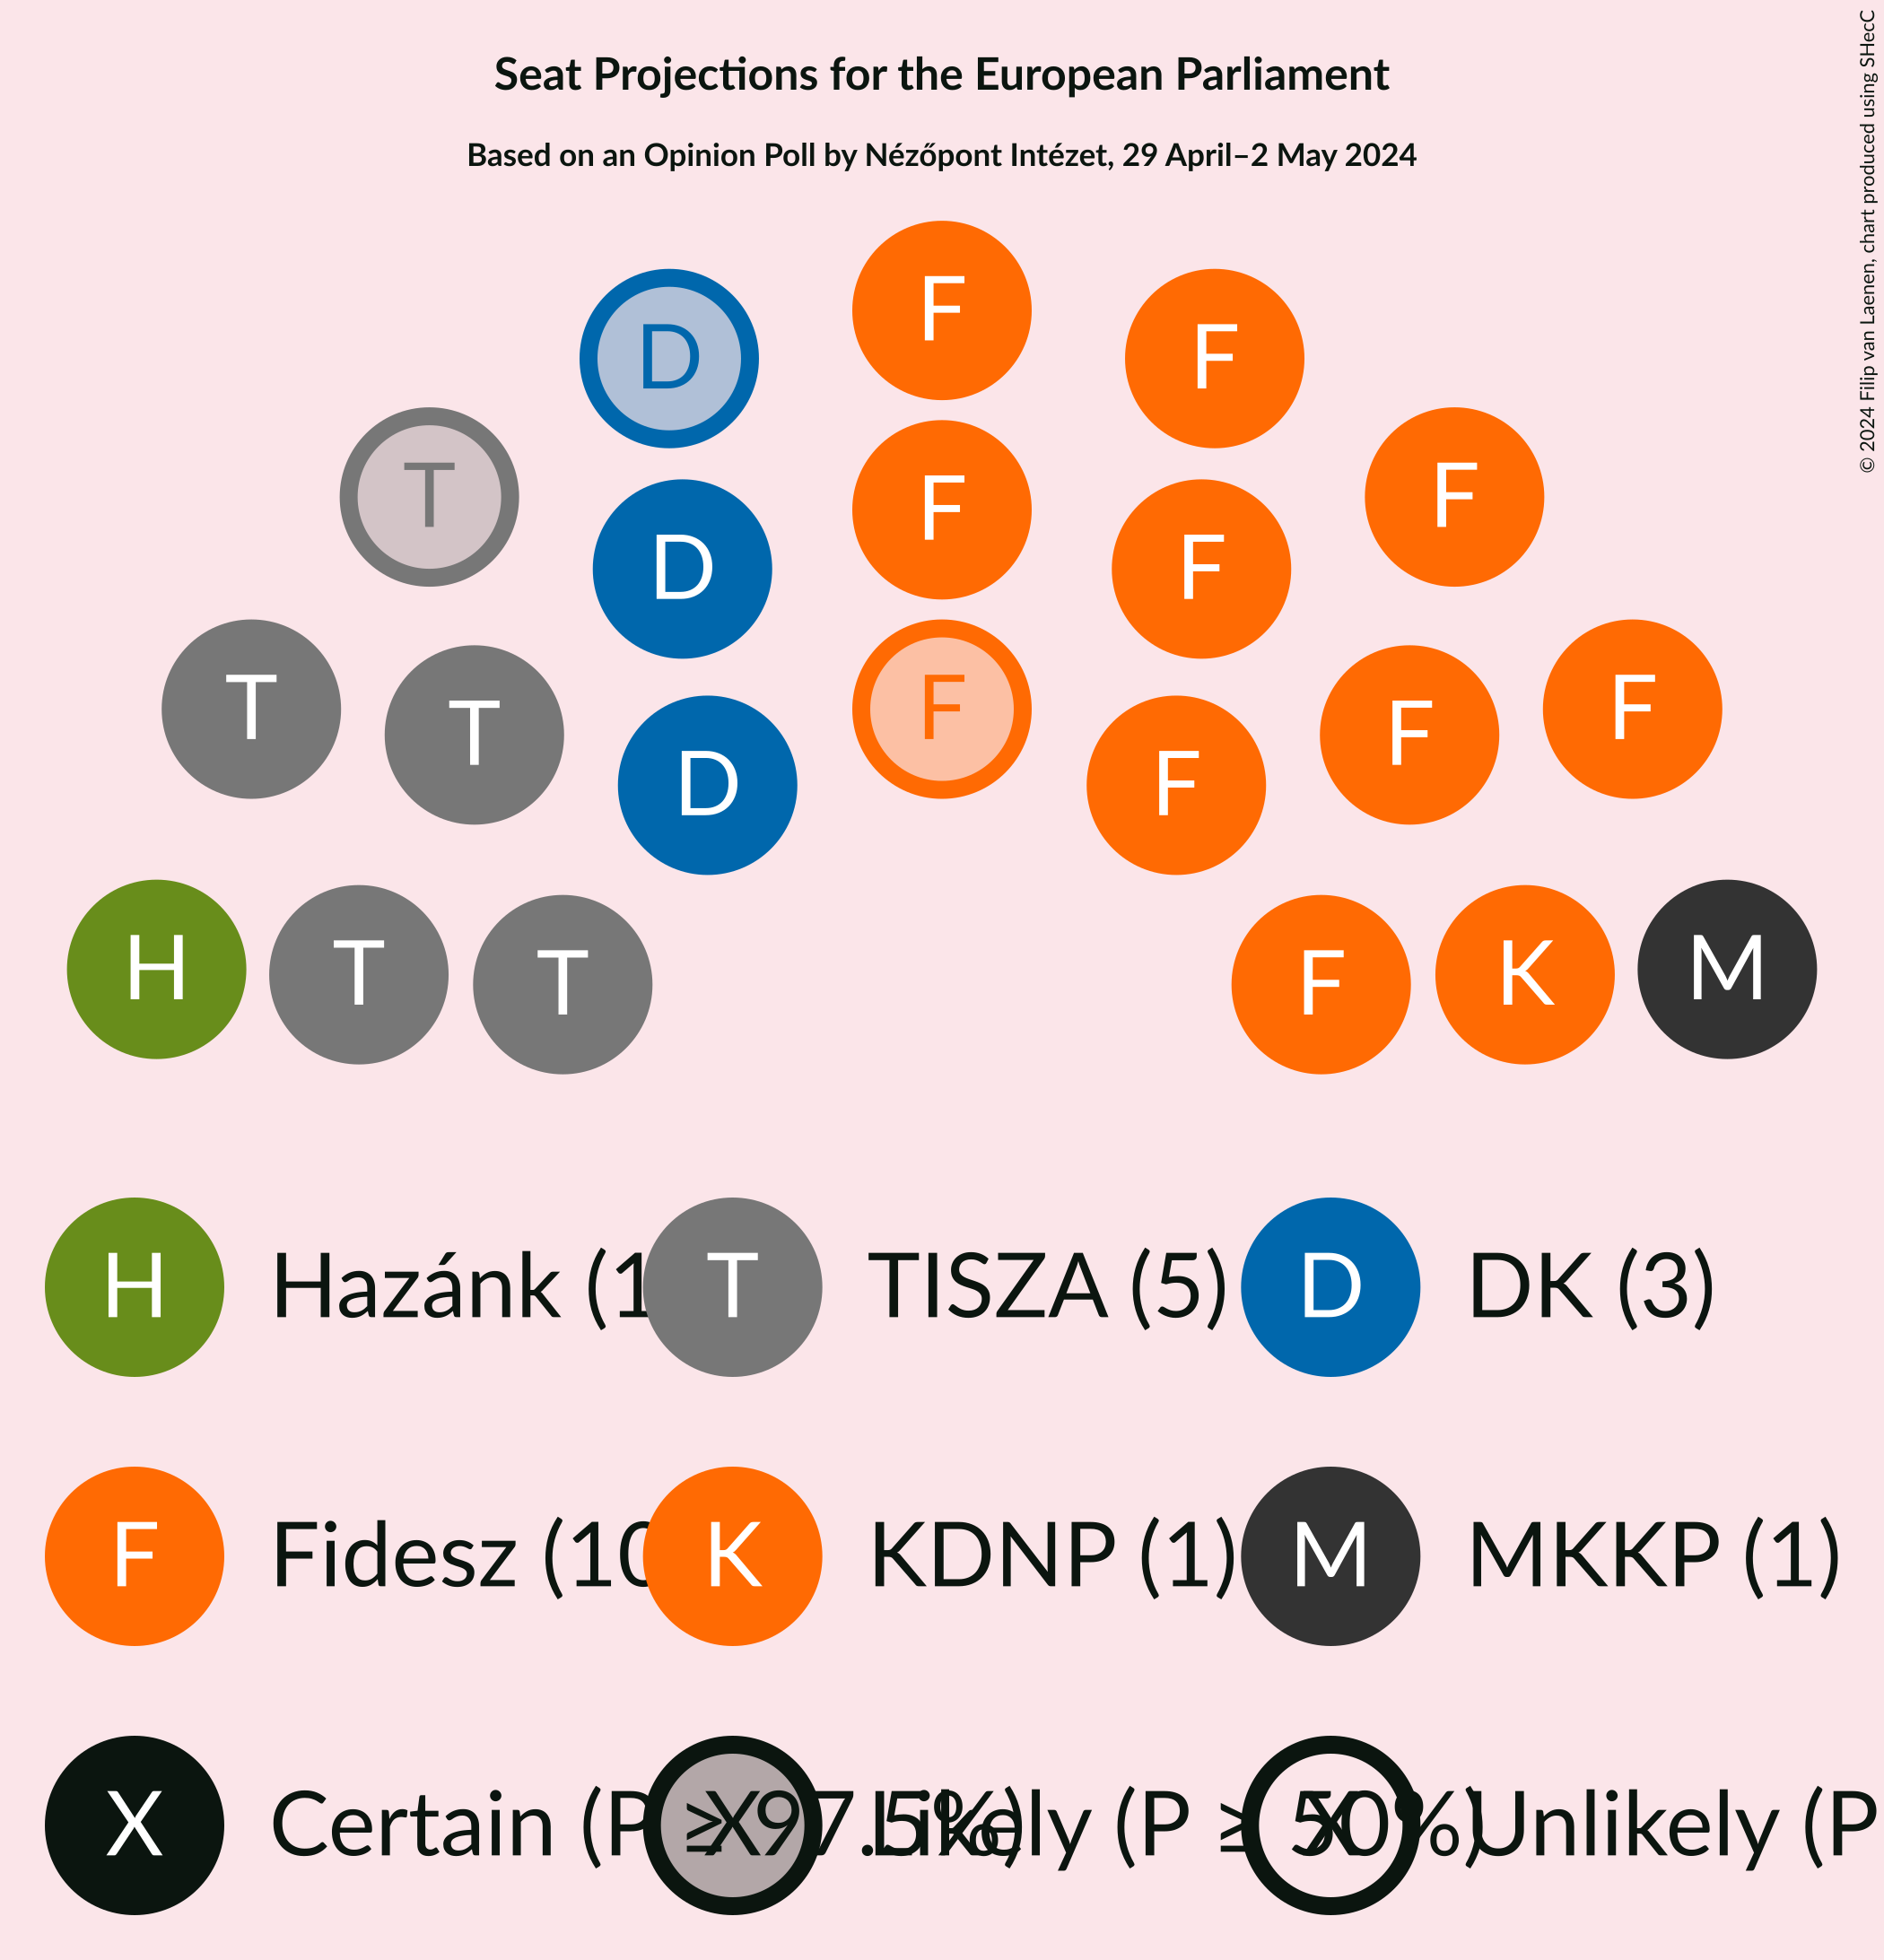 Seat Projections for the European Parliament
Based on an Opinion Poll by Nézőpont Intézet, 29 April–2 May 2024
© 2024 Filip van Laenen, chart produced using SHecC
F
D F F
T F F
D F
F
T F
T F
D F
H M
T K
T F
H Hazánk (1 T TISZA (5) D DK (3)
F Fidesz (10 K KDNP (1) M MKKP (1)
X Certain (P ≥ 97.5%) X Likely (P ≥ 50%) X Unlikely (P